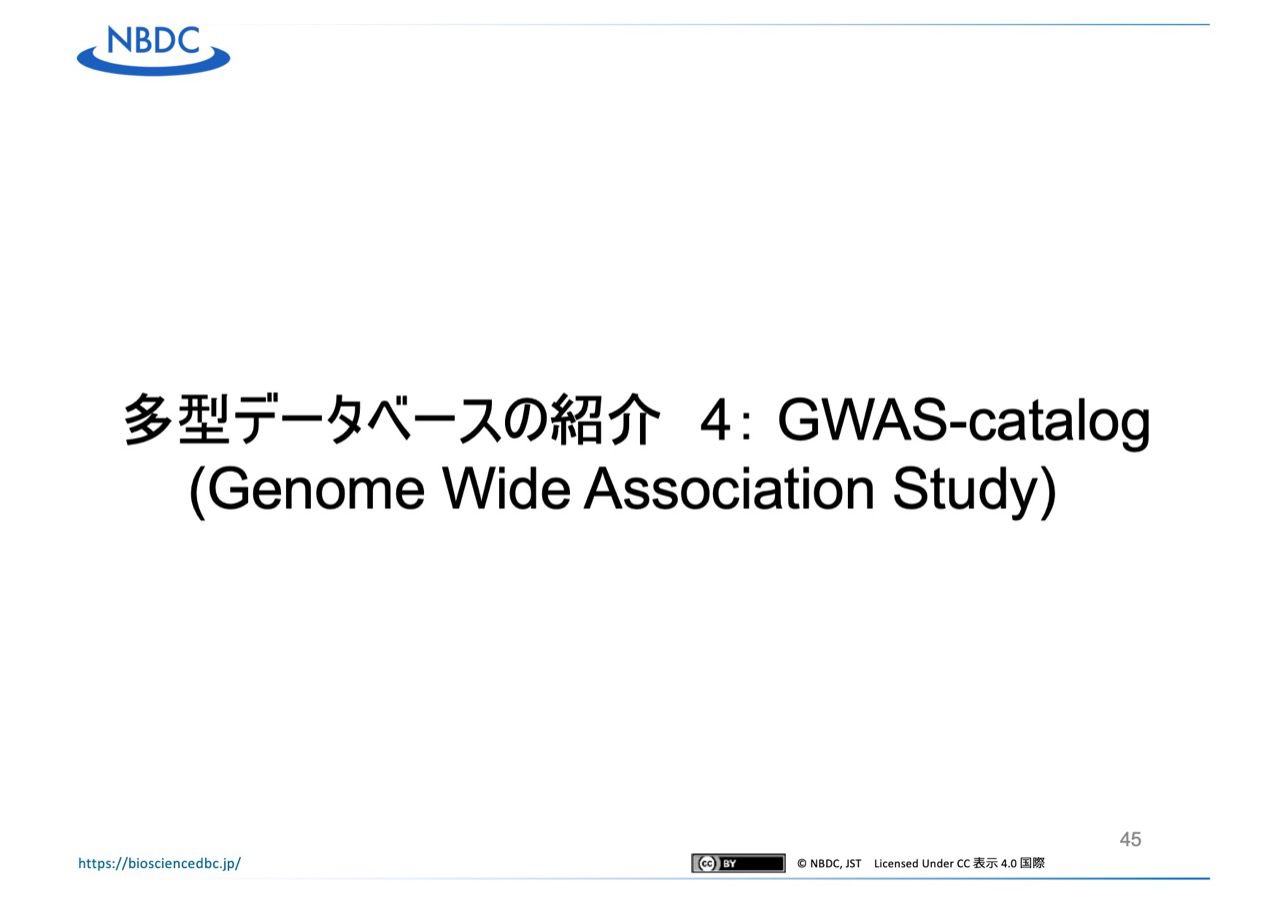 NBDC
多型データベースの紹介　4： GWAS-catalog
(Genome Wide Association Study)
45
https://biosciencedbc.jp/
cc BY © NBDC, JST　Licensed Under CC 表示 4.0 国際